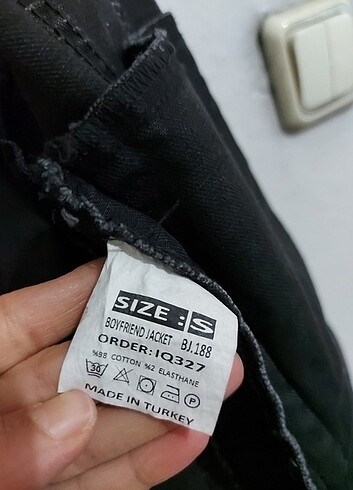 SIZE : S
BOYFRIEND JACKET BJ.188
ORDER: IQ327
%98 COTTON %2 ELASTHANE
30 P
MADE IN TURKEY